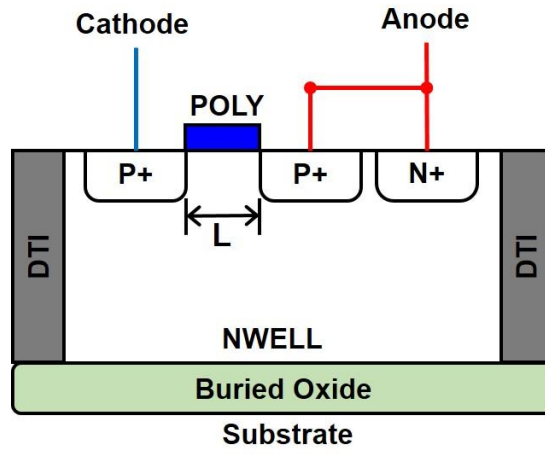 Cathode
Anode
POLY
P+
P+
N+
L
DTI
DTI
NWELL
Buried Oxide
Substrate